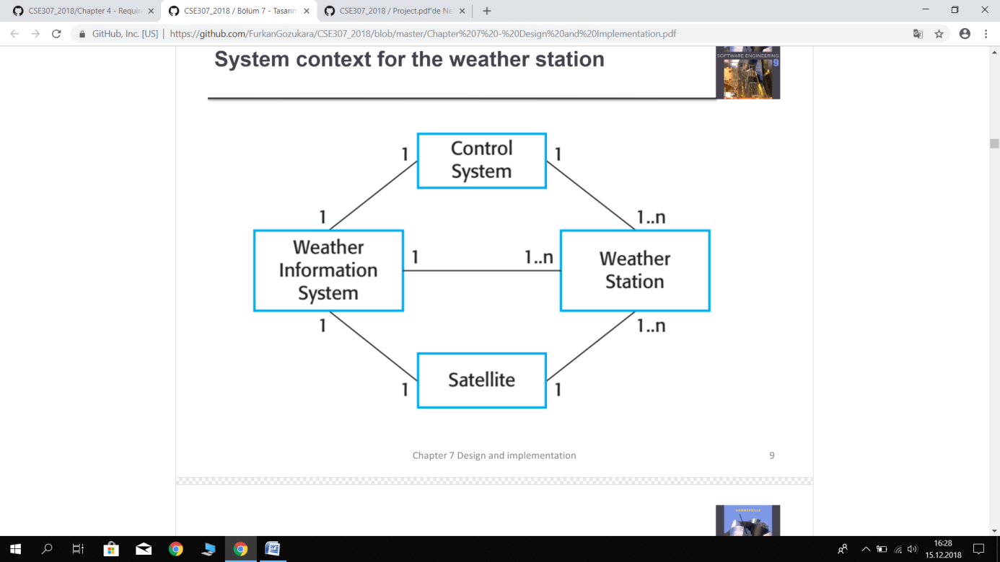 CSE307_2018/Chapter 4 - Requin
CSE307_2018 / Bölüm 7 - Tasarım
CSE307_2018 / Project.pdf'de Ne
GitHub, Inc. [US] | https://github.com/FurkanGozukara/CSE307_2018/blob/master/Chapter%207%20-%20Design%20and%20Implementation.pdf
System context for the weather station
SOFTWARE ENGINEERING
9
1
Control
System
1
1
1..n
Weather
Information
System
1
1..n
Weather
Station
1
1..n
1
Satellite
1
Chapter 7 Design and implementation
9
SOMMERVILLE
16:28
15.12.2018